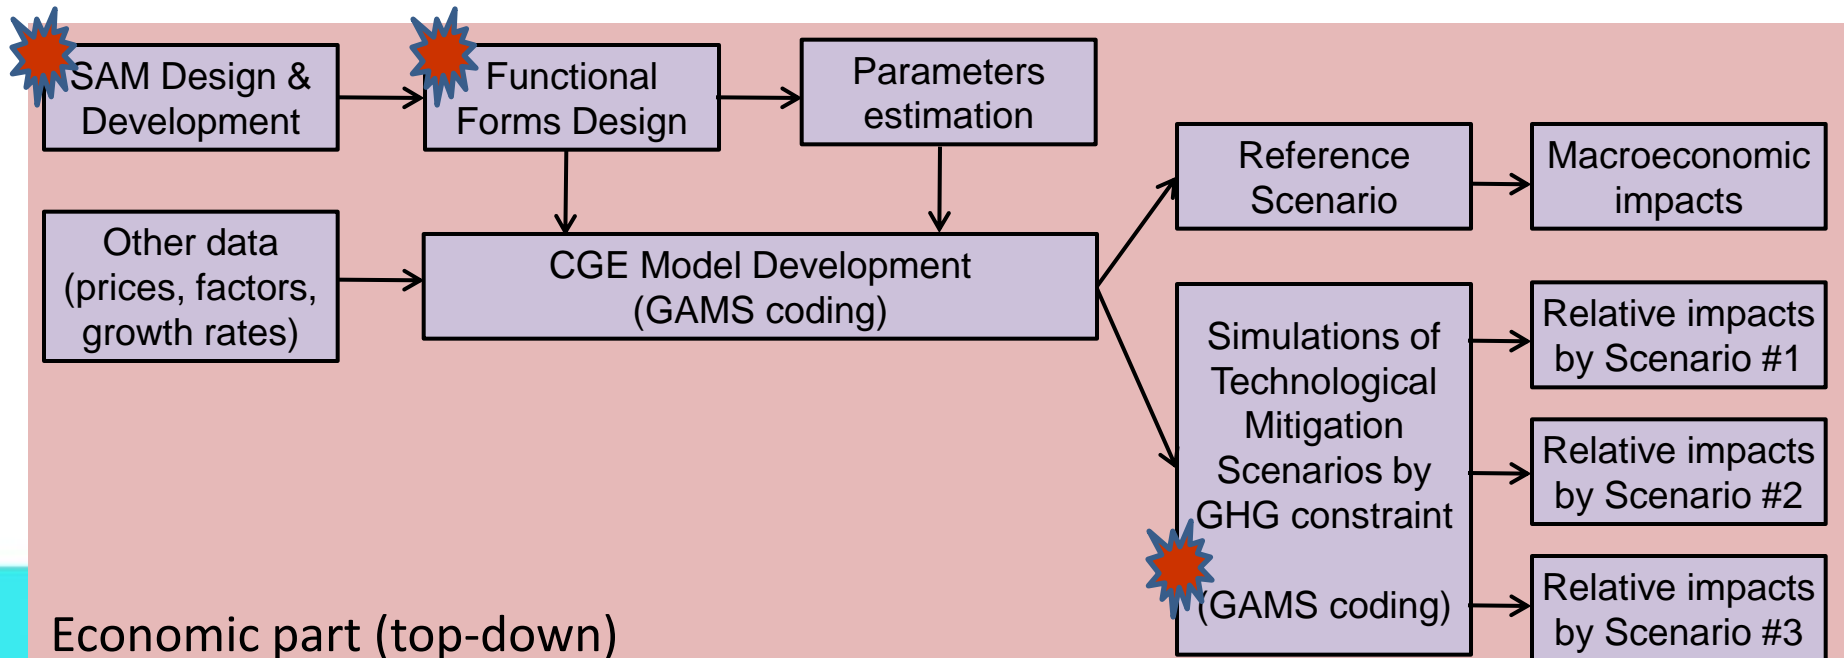 SAM Design &
Development
Functional
Forms Design
Parameters
estimation
Other data
(prices, factors,
growth rates)
CGE Model Development
(GAMS coding)
Reference
Scenario
Macroeconomic
impacts
Simulations of
Technological
Mitigation
Scenarios by
GHG constraint
(GAMS coding)
Relative impacts
by Scenario #1
Relative impacts
by Scenario #2
Relative impacts
by Scenario #3
Economic part (top-down)